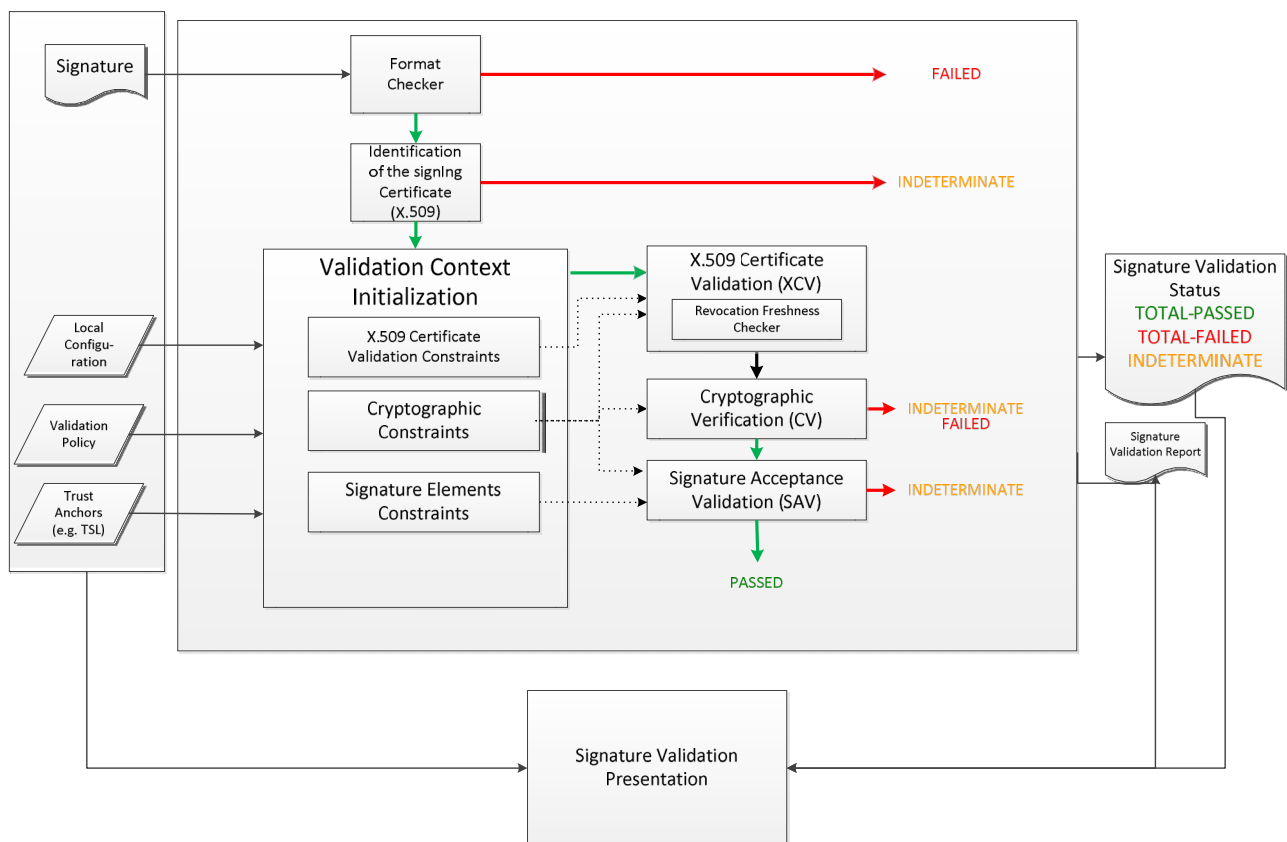 Signature
Format
Checker
FAILED
Identification
of the signIng
Certificate
(X.509)
INDETERMINATE
Validation Context
Initialization
X.509 Certificate
Validation Constraints
Cryptographic
Constraints
Signature Elements
Constraints
Local
Configu-
ration
Validation
Policy
Trust
Anchors
(e.g. TSL)
X.509 Certificate
Validation (XCV)
Revocation Freshness
Checker
Cryptographic
Verification (CV)
INDETERMINATE
FAILED
Signature Acceptance
Validation (SAV)
INDETERMINATE
PASSED
Signature Validation
Status
TOTAL-PASSED
TOTAL-FAILED
INDETERMINATE
Signature
Validation Report
Signature Validation
Presentation